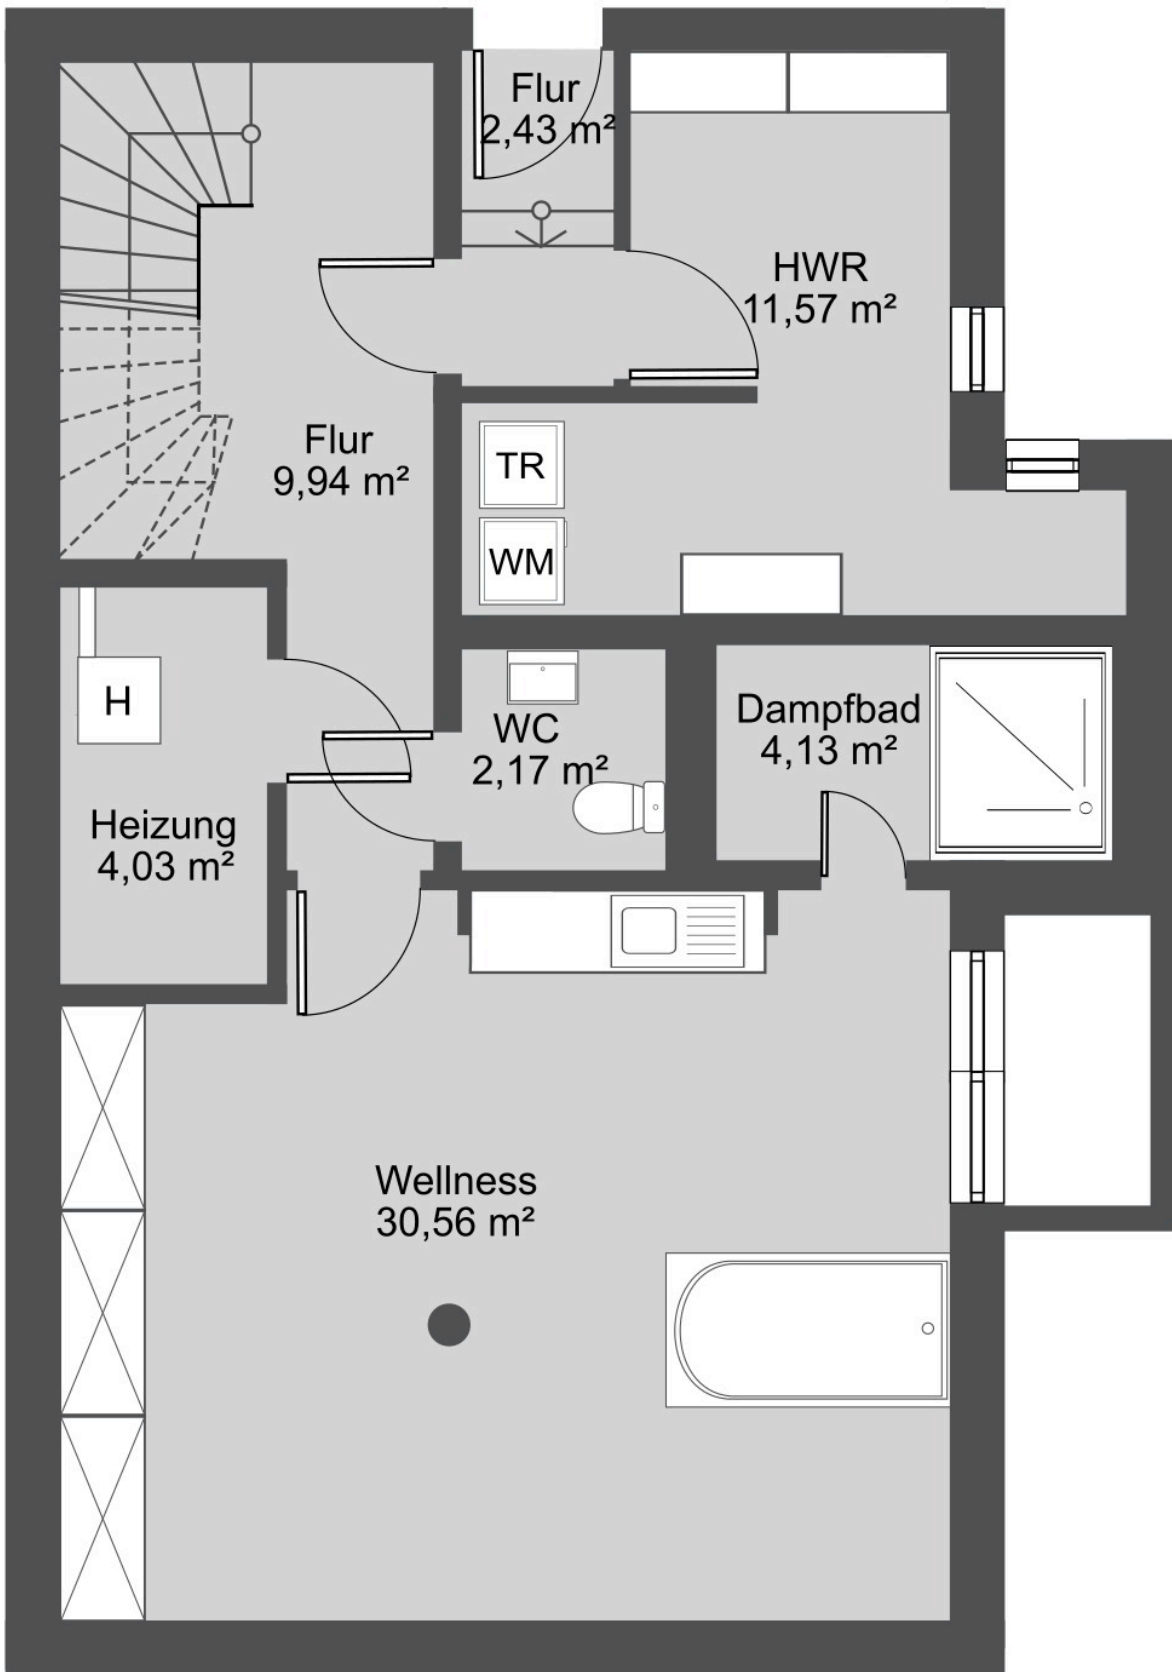 Flur
2,43 m²
HWR
11,57 m²
Flur
9,94 m²
TR
WM
H
WC
2,17 m²
Dampfbad
4,13 m²
Heizung
4,03 m²
Wellness
30,56 m²